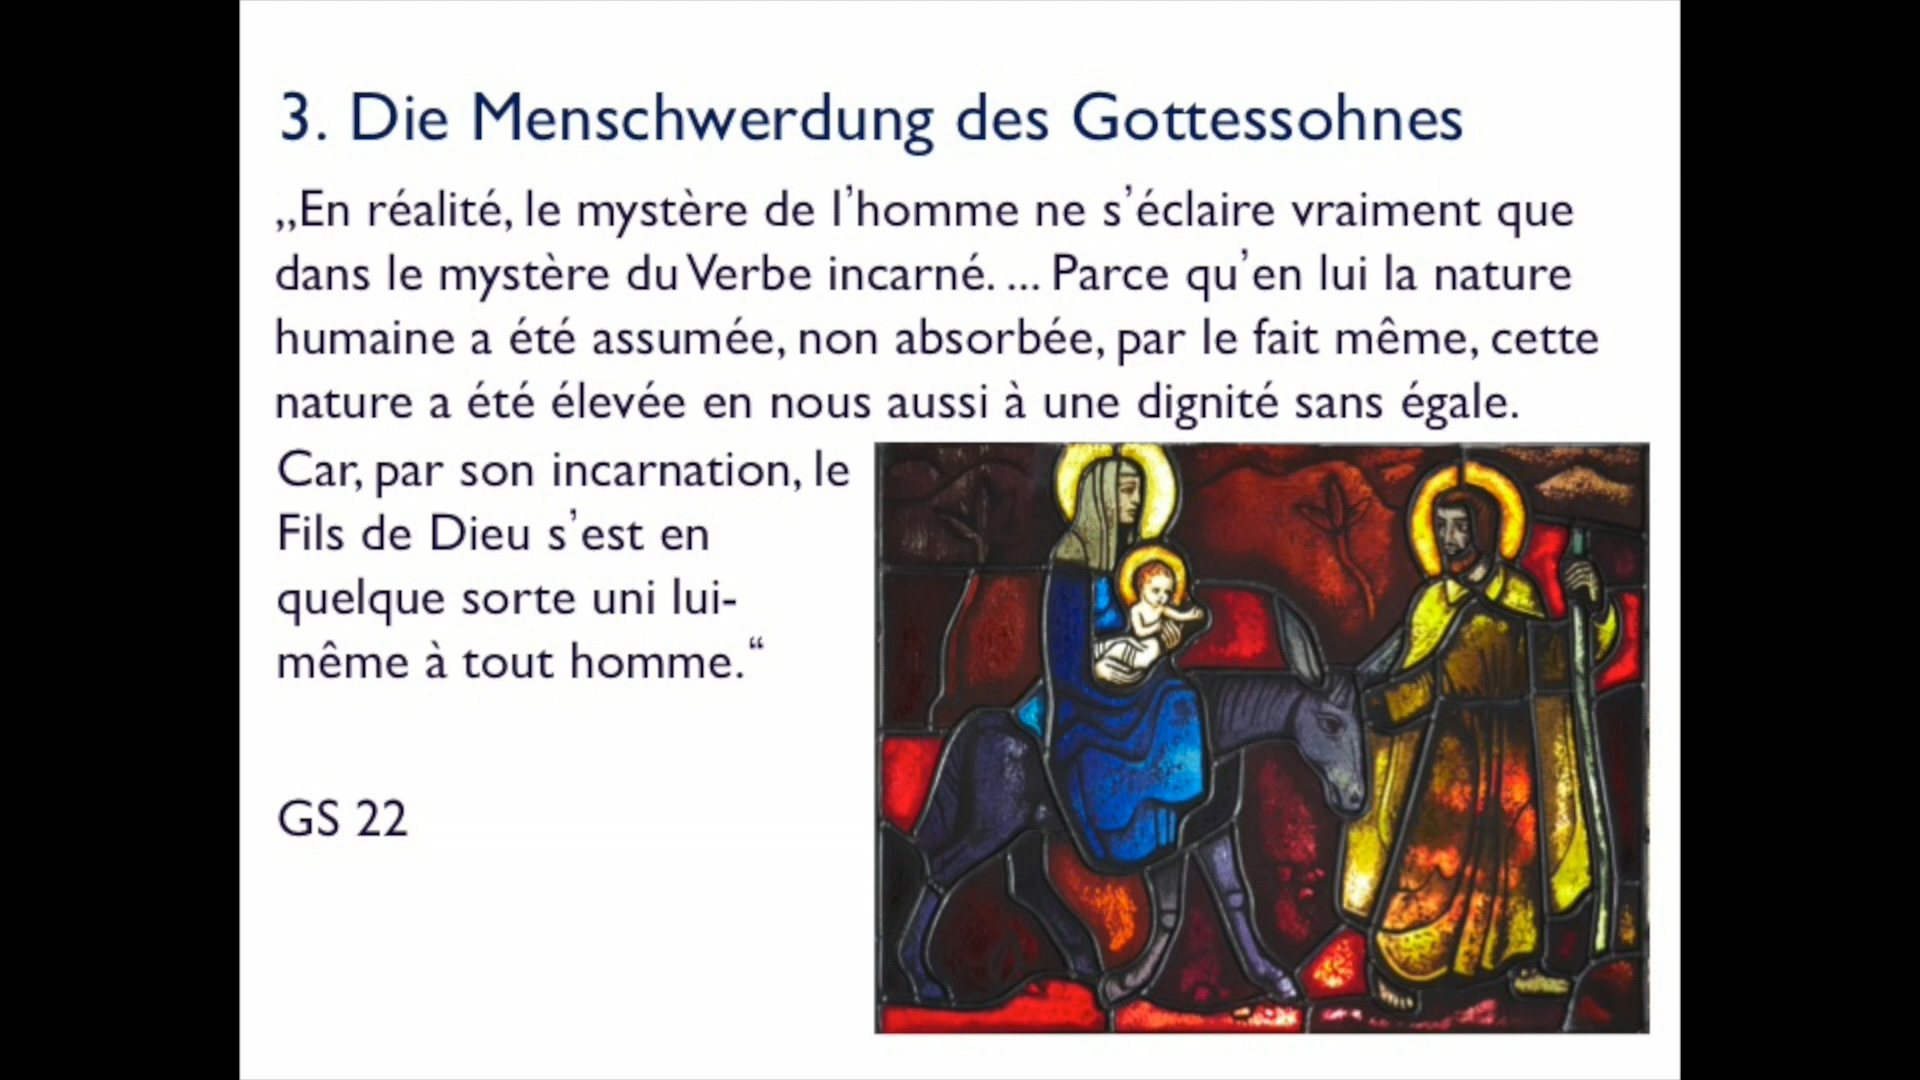 3. Die Menschwerdung des Gottessohnes
„En réalité, le mystère de l’homme ne s’éclaire vraiment que
dans le mystère du Verbe incarné. ... Parce qu’en lui la nature
humaine a été assumée, non absorbée, par le fait même, cette
nature a été élevée en nous aussi à une dignité sans égale.
Car, par son incarnation, le
Fils de Dieu s’est en
quelque sorte uni lui-
même à tout homme.“
GS 22